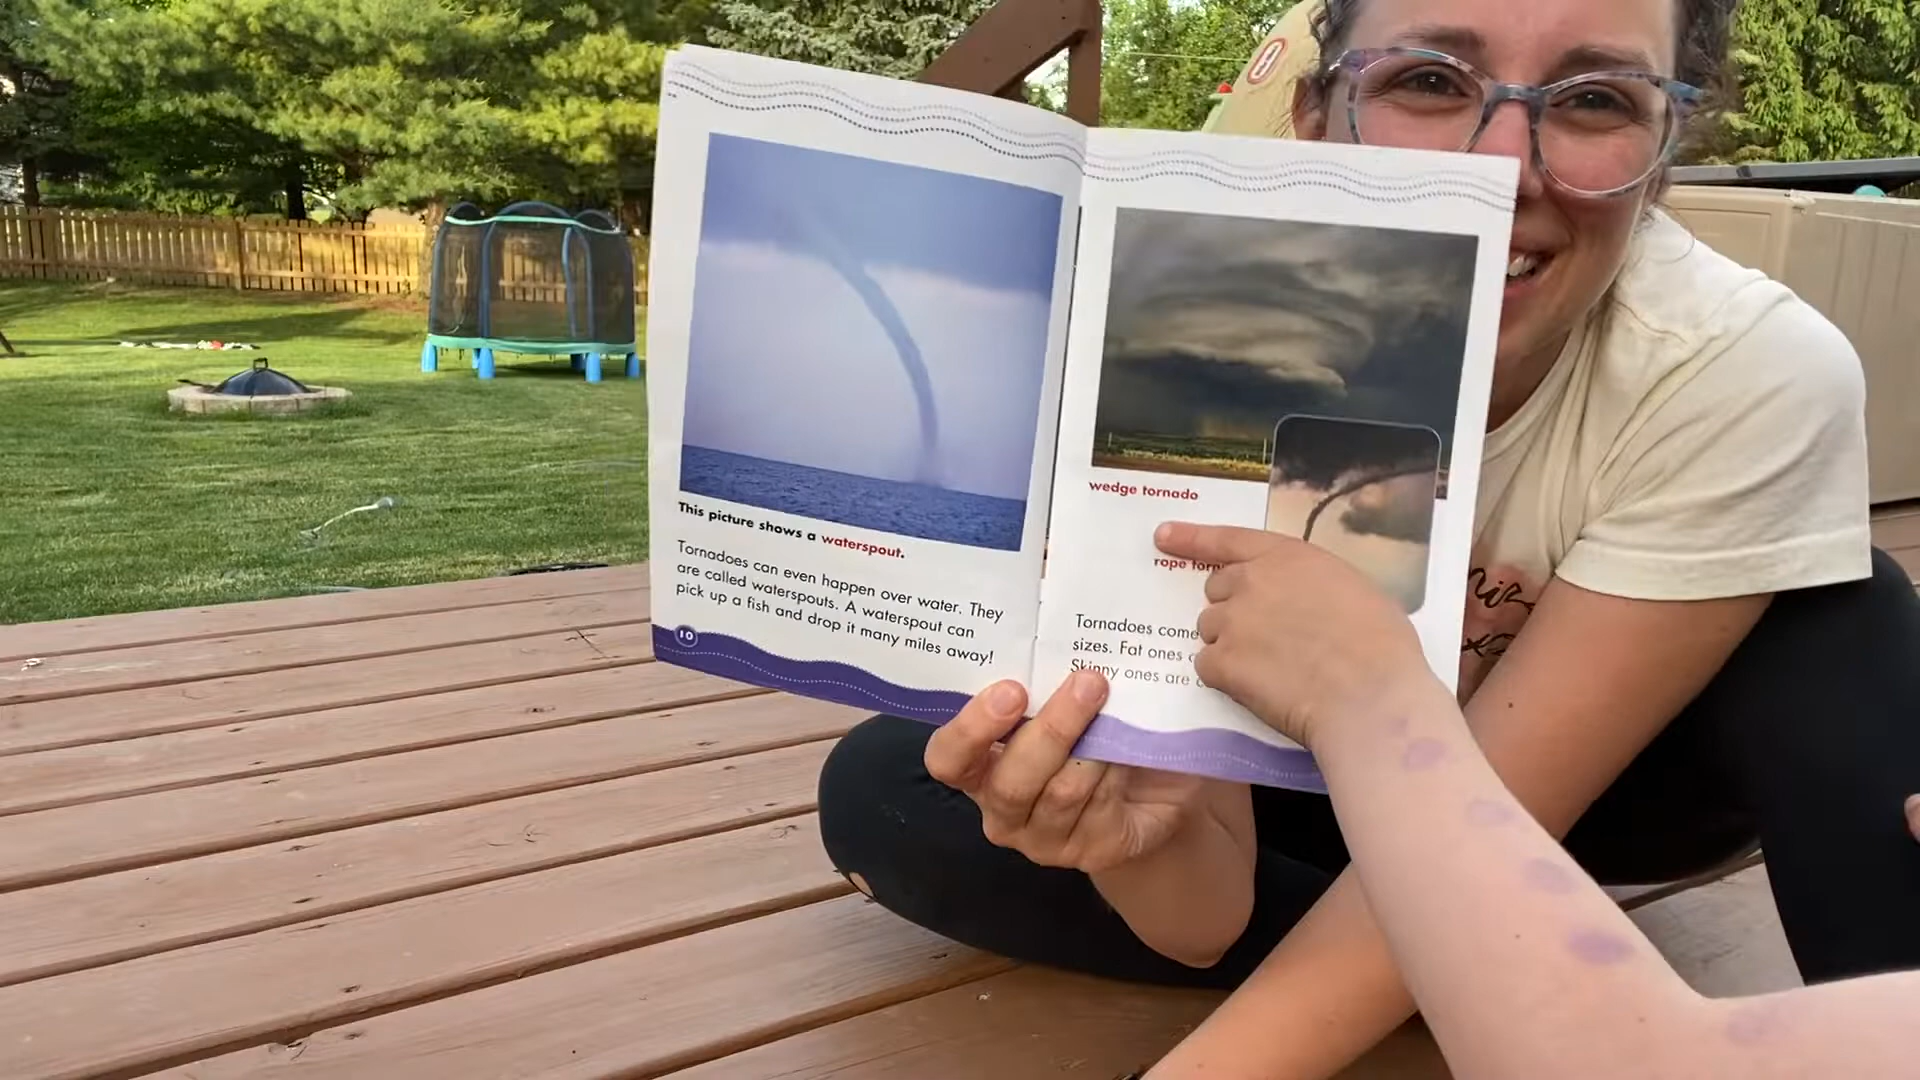 This picture shows a waterspout.
Tornadoes can even happen over water. They
are called waterspouts. A waterspout can
pick up a fish and drop it many miles away!
10
wedge tornado
rope
Tornadoes come
sizes. Fat ones
Skinny ones are